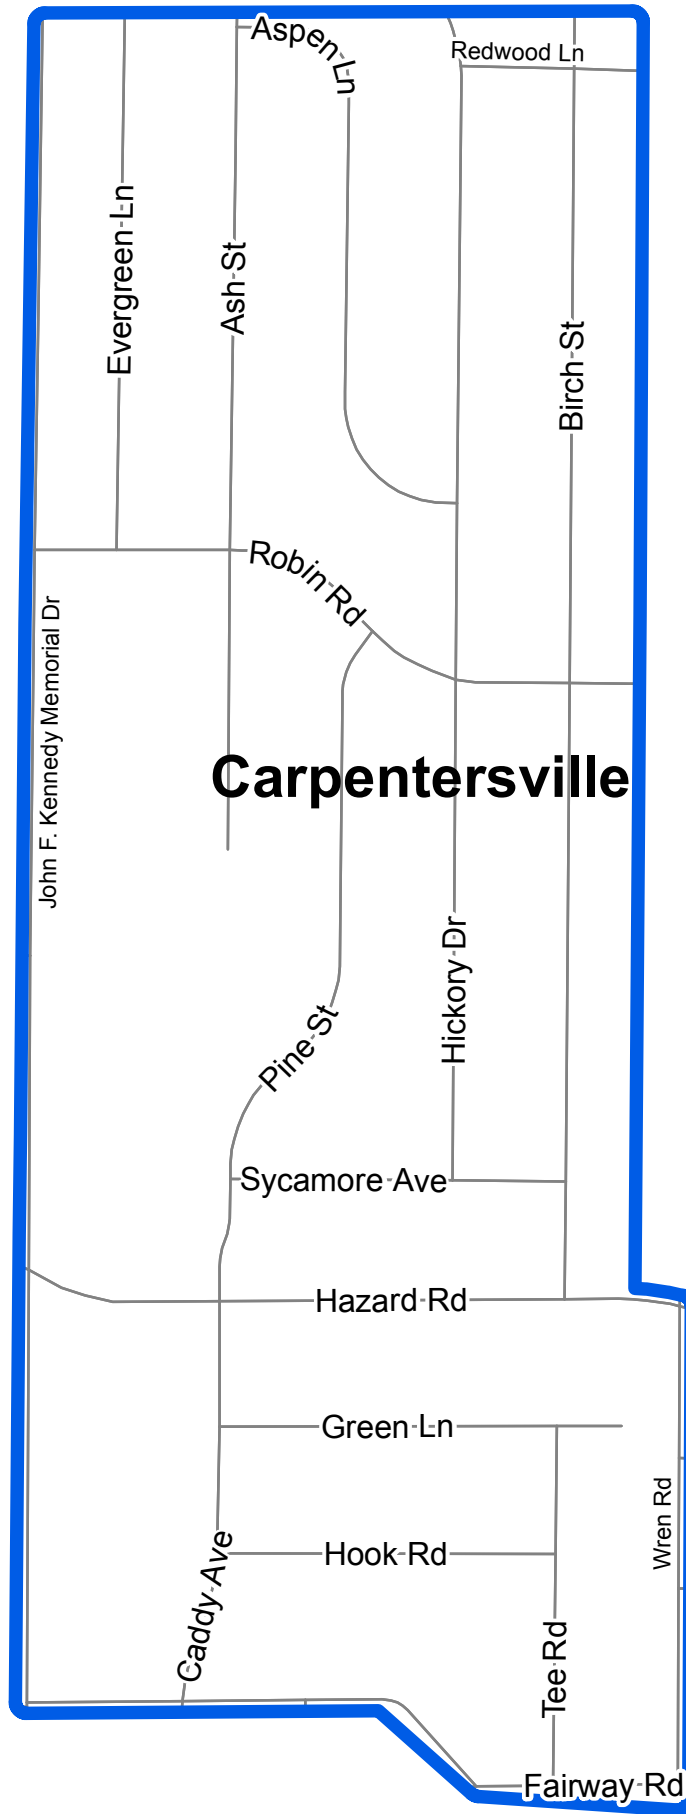 Aspen Ln
Redwood Ln
Evergreen Ln
Ash St
Birch St
Robin Rd
John F. Kennedy Memorial Dr
Carpentersville
Hickory Dr
Pine St
Sycamore Ave
Hazard Rd
Green Ln
Wren Rd
Hook Rd
Caddy Ave
Tee Rd
Fairway Rd